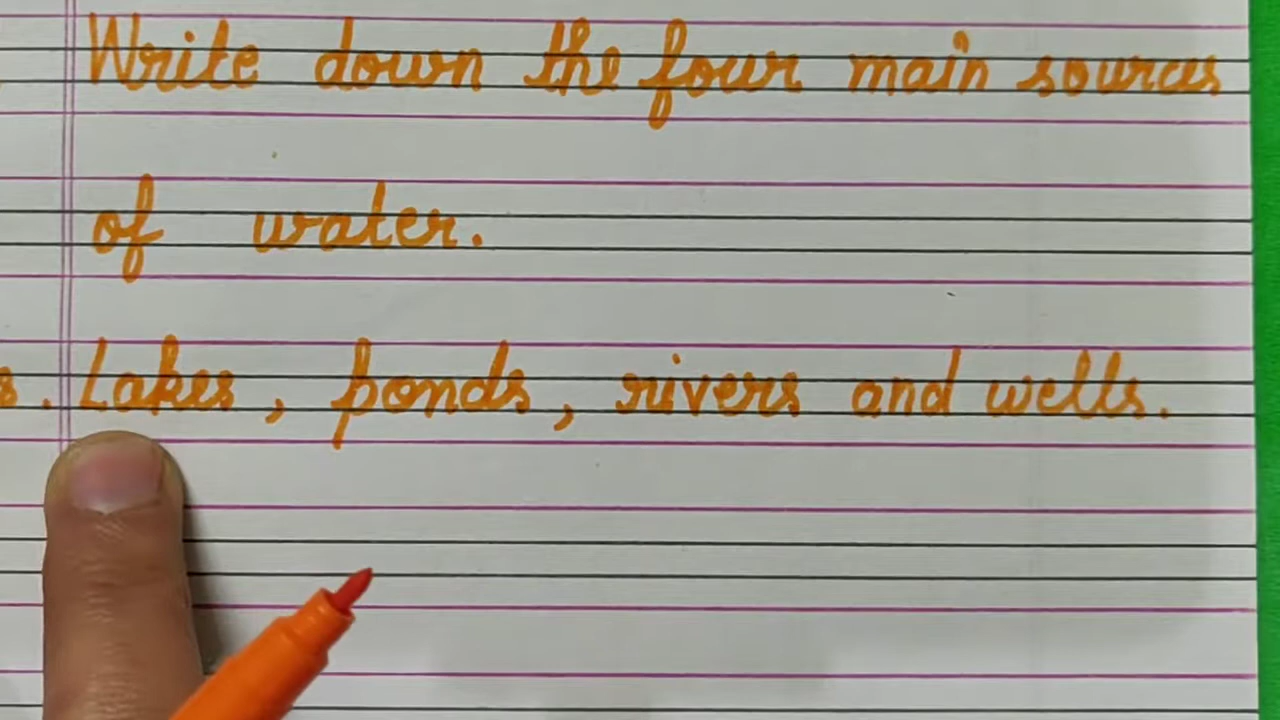 Write down the four main sources
of water.
s. Lakes, ponds, rivers and wells.